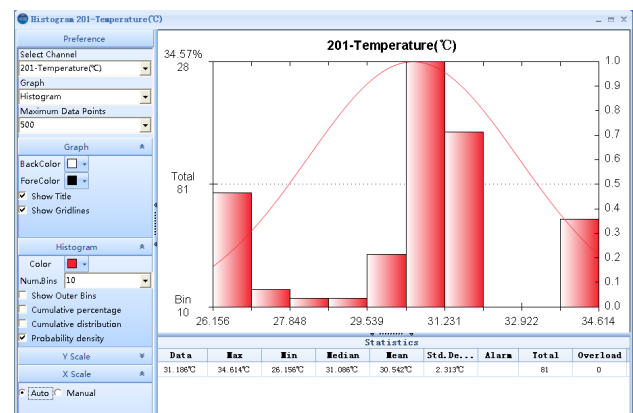 Histogram 201-Temperature(℃)
Preference
Select Channel
201-Temperature(℃)
Graph
Histogram
Maximum Data Points
500
Graph
BackColor
ForeColor
Show Title
Show Gridlines
Histogram
Color
Num.Bins 10
Show Outer Bins
Cumulative percentage
Cumulative distribution
Probability density
Y Scale
X Scale
Auto Manual
201-Temperature(℃)
34.57%
28
Total
81
Bin
10
1.0
0.9
0.8
0.7
0.6
0.5
0.4
0.3
0.2
0.1
0.0
26.156 27.848 29.539 31.231 32.922 34.614
Statistics
Data Max Min Median Mean Std.De... Alarm Total Overload
31.186℃ 34.614℃ 26.156℃ 31.086℃ 30.542℃ 2.313℃ 81 0